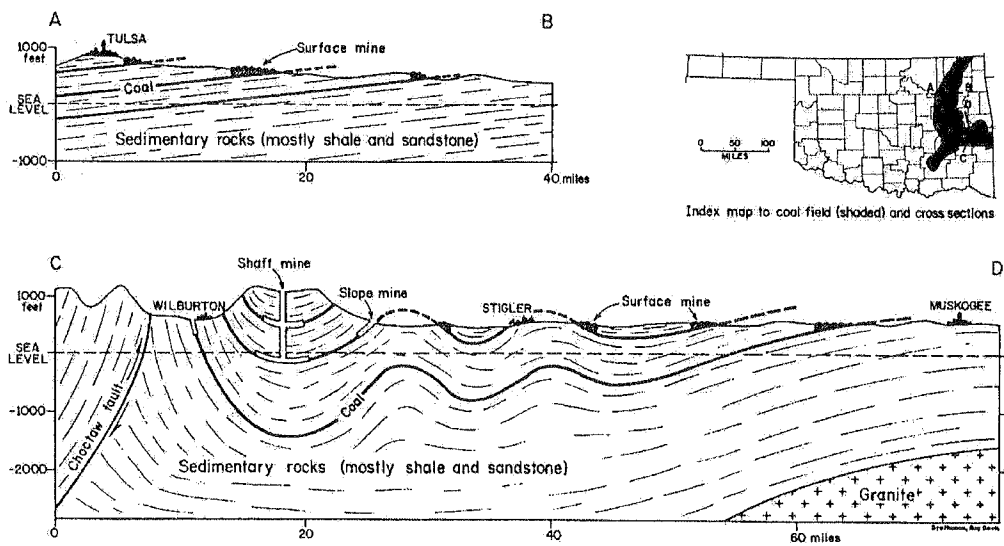 A
B
1000
feet
TULSA
Surface mine
Coal
SEA
LEVEL
Sedimentary rocks (mostly shale and sandstone)
-1000
0
20
40 miles
A
B
D
C
0 50 100
MILES
Index map to coal field (shaded) and cross sections
C
D
Shaft mine
1000
feet
WILBURTON
Slope mine
STIGLER
Surface mine
MUSKOGEE
SEA
LEVEL
Coal
-1000
Choctaw fault
-2000
Sedimentary rocks (mostly shale and sandstone)
Granite
0
20
40
60 miles